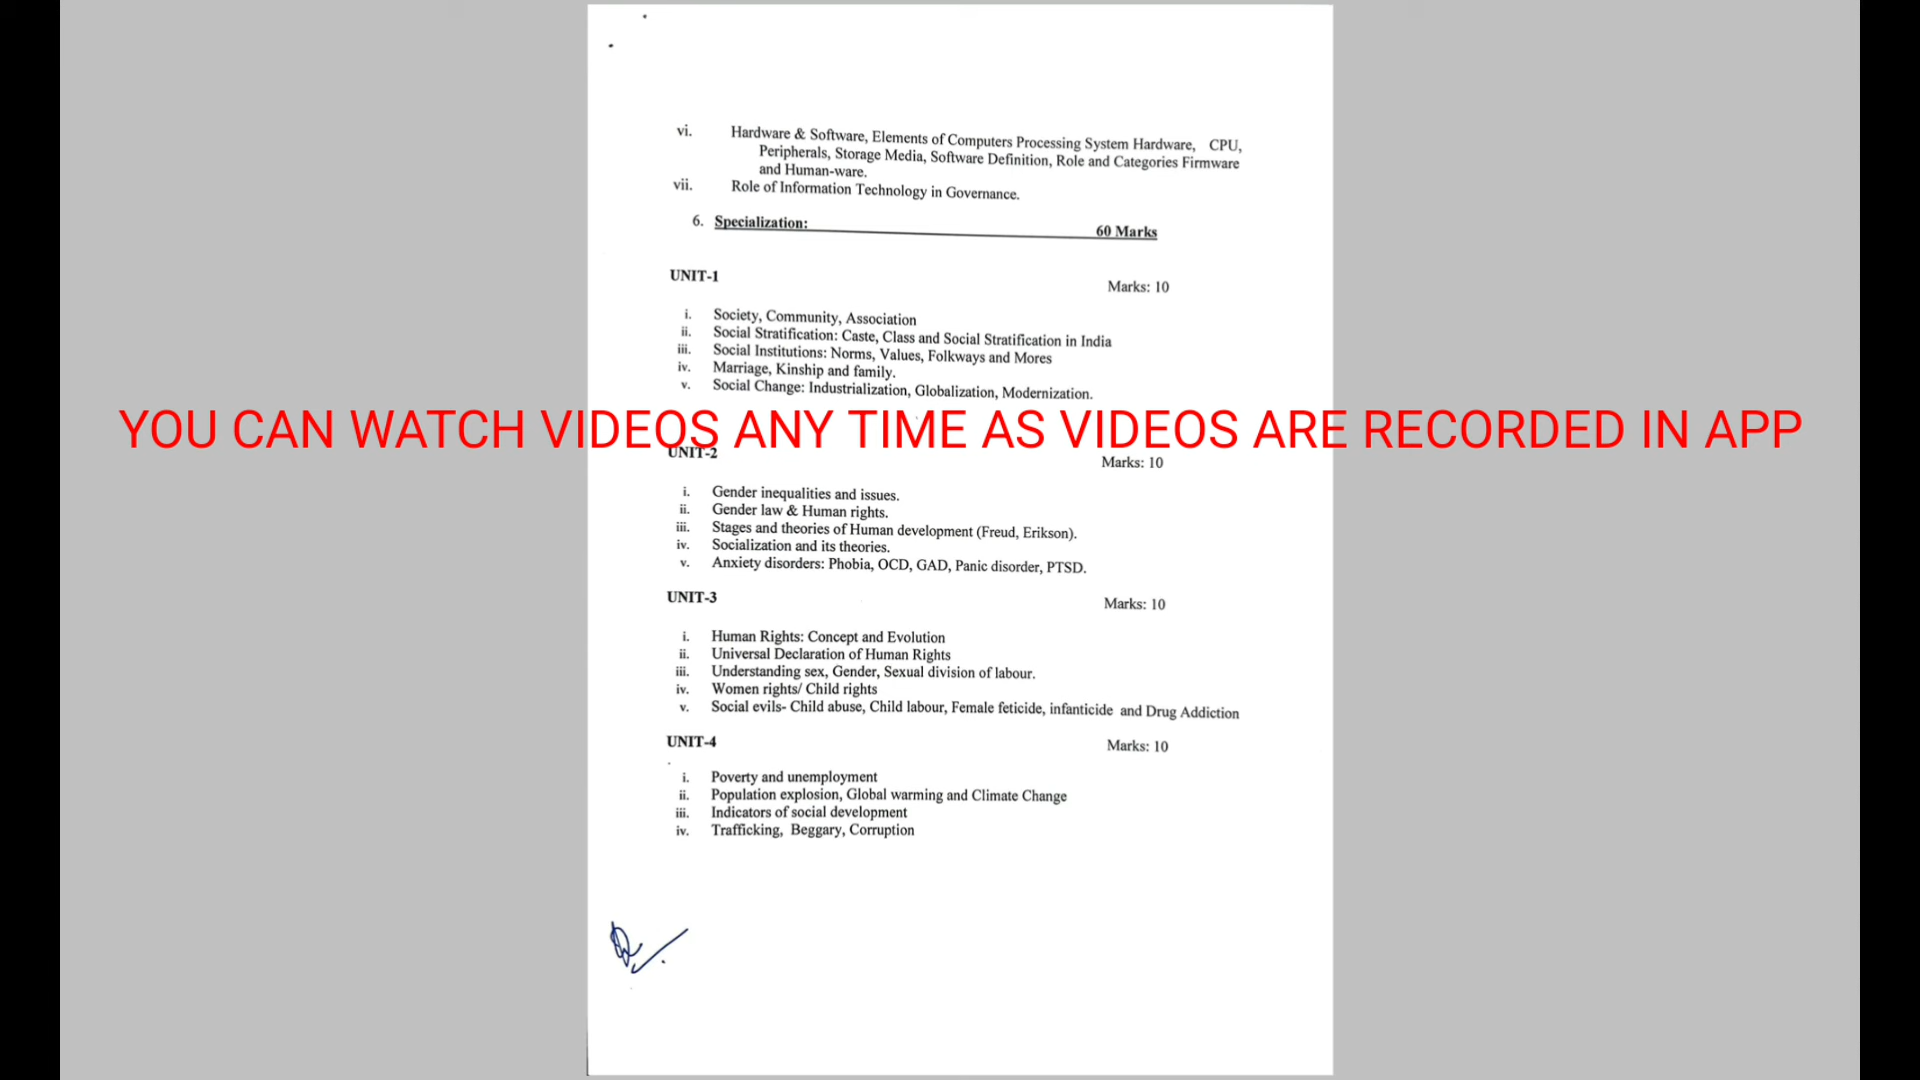 vi. Hardware & Software, Elements of Computers Processing System Hardware, CPU,
Peripherals, Storage Media, Software Definition, Role and Categories Firmware
and Human-ware.
vii. Role of Information Technology in Governance.
6. Specialization: 60 Marks
UNIT-1 Marks: 10
i. Society, Community, Association
ii. Social Stratification: Caste, Class and Social Stratification in India
iii. Social Institutions: Norms, Values, Folkways and Mores
iv. Marriage, Kinship and family.
v. Social Change: Industrialization, Globalization, Modernization.
YOU CAN WATCH VIDEOS ANY TIME AS VIDEOS ARE RECORDED IN APP
UNIT-2 Marks: 10
i. Gender inequalities and issues.
ii. Gender law & Human rights.
iii. Stages and theories of Human development (Freud, Erikson).
iv. Socialization and its theories.
v. Anxiety disorders: Phobia, OCD, GAD, Panic disorder, PTSD.
UNIT-3 Marks: 10
i. Human Rights: Concept and Evolution
ii. Universal Declaration of Human Rights
iii. Understanding sex, Gender, Sexual division of labour.
iv. Women rights/ Child rights
v. Social evils- Child abuse, Child labour, Female feticide, infanticide and Drug Addiction
UNIT-4 Marks: 10
i. Poverty and unemployment
ii. Population explosion, Global warming and Climate Change
iii. Indicators of social development
iv. Trafficking, Beggary, Corruption